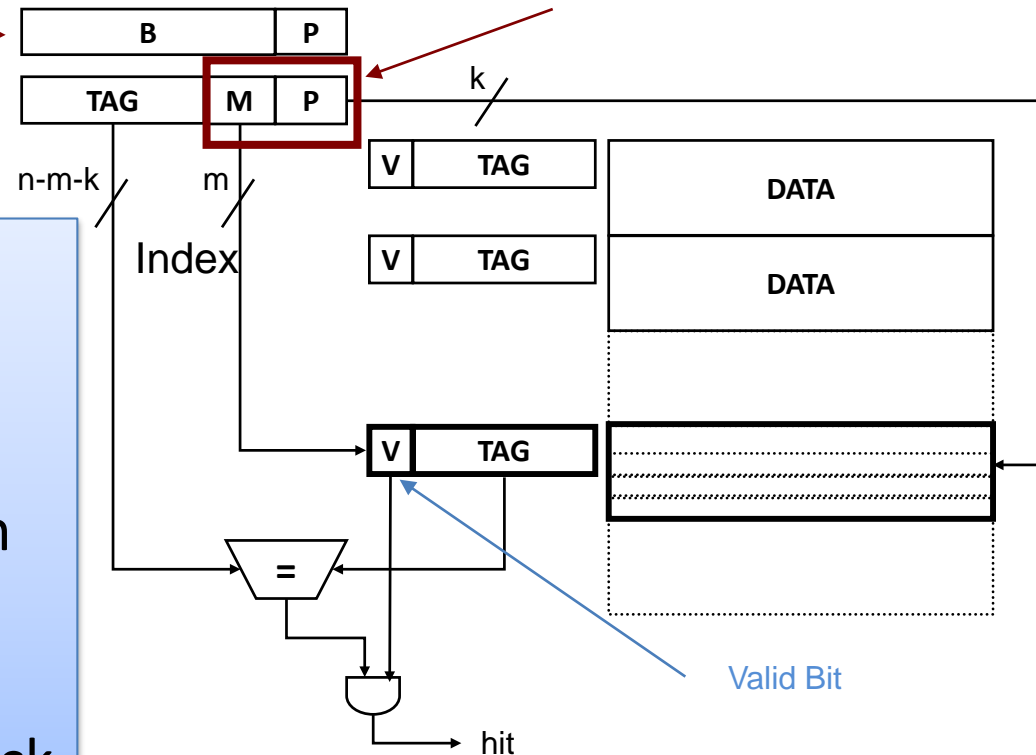 B P
TAG M P
k
n-m-k m
V TAG
DATA
Index
V TAG
DATA
V TAG
=
Valid Bit
hit